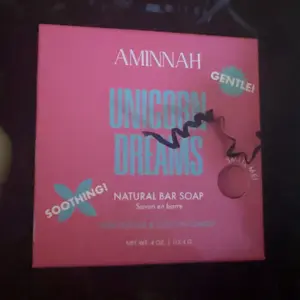 AMINNAH
GENTLE!
UNICORN
DREAMS
SOOTHING!
NATURAL BAR SOAP
Savon en barre
NET WT. 4 OZ. /